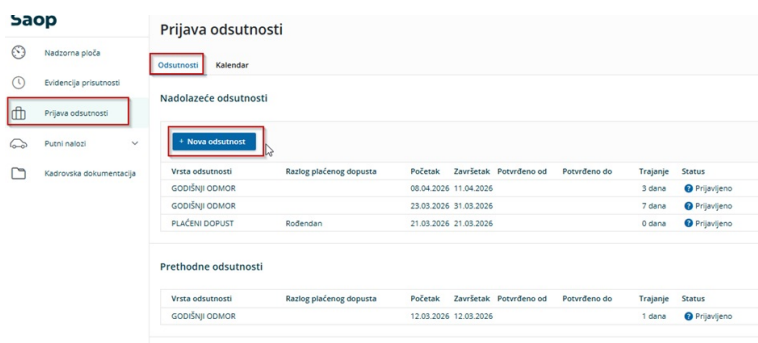 Saop
Prijava odsutnosti
Nadzorna ploča
Odsutnosti Kalendar
Evidencija prisutnosti
Nadolazeće odsutnosti
Prijava odsutnosti
+ Nova odsutnost
Putni nalozi
Kadrovska dokumentacija
Vrsta odsutnosti Razlog plaćenog dopusta Početak Završetak Potvrđeno od Potvrđeno do Trajanje Status
GODIŠNJI ODMOR 08.04.2026 11.04.2026 3 dana ? Prijavljeno
GODIŠNJI ODMOR 23.03.2026 31.03.2026 7 dana ? Prijavljeno
PLAĆENI DOPUST Rođendan 21.03.2026 21.03.2026 0 dana ? Prijavljeno
Prethodne odsutnosti
Vrsta odsutnosti Razlog plaćenog dopusta Početak Završetak Potvrđeno od Potvrđeno do Trajanje Status
GODIŠNJI ODMOR 12.03.2026 12.03.2026 1 dana ? Prijavljeno